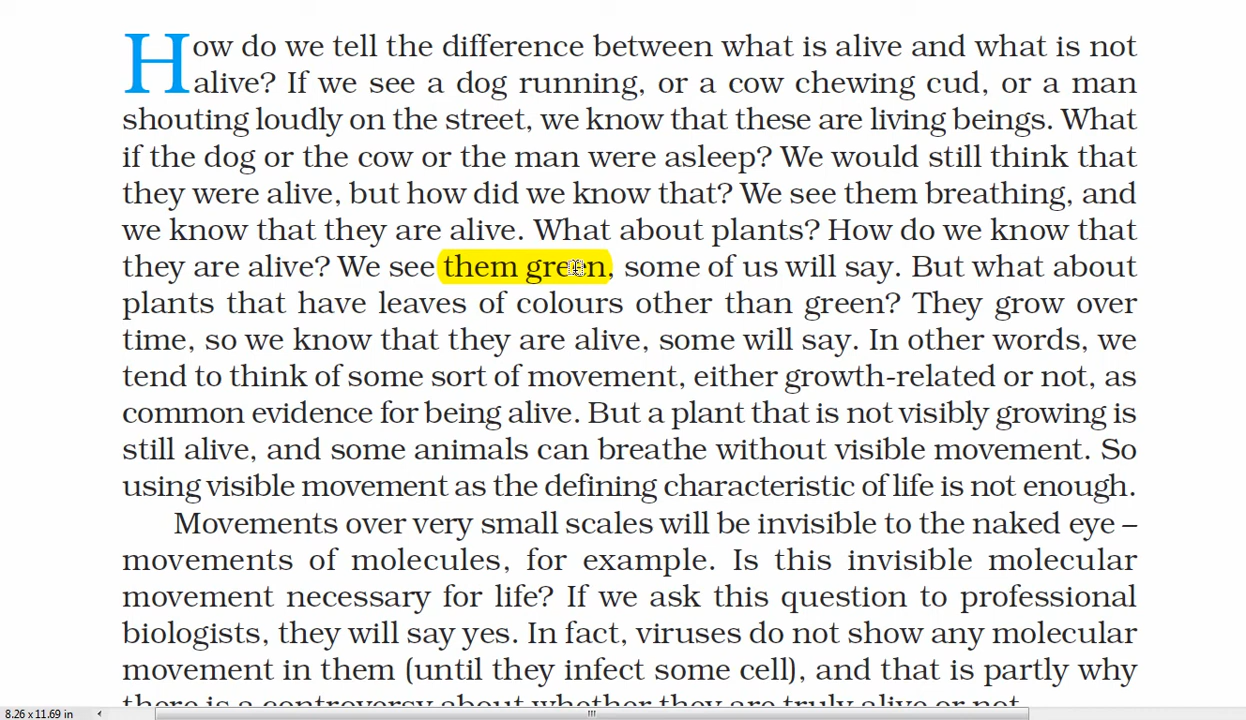 How do we tell the difference between what is alive and what is not
alive? If we see a dog running, or a cow chewing cud, or a man
shouting loudly on the street, we know that these are living beings. What
if the dog or the cow or the man were asleep? We would still think that
they were alive, but how did we know that? We see them breathing, and
we know that they are alive. What about plants? How do we know that
they are alive? We see them green, some of us will say. But what about
plants that have leaves of colours other than green? They grow over
time, so we know that they are alive, some will say. In other words, we
tend to think of some sort of movement, either growth-related or not, as
common evidence for being alive. But a plant that is not visibly growing is
still alive, and some animals can breathe without visible movement. So
using visible movement as the defining characteristic of life is not enough.
Movements over very small scales will be invisible to the naked eye –
movements of molecules, for example. Is this invisible molecular
movement necessary for life? If we ask this question to professional
biologists, they will say yes. In fact, viruses do not show any molecular
movement in them (until they infect some cell), and that is partly why
there is a controversy about whether they are truly alive or not.
8.26 x 11.69 in